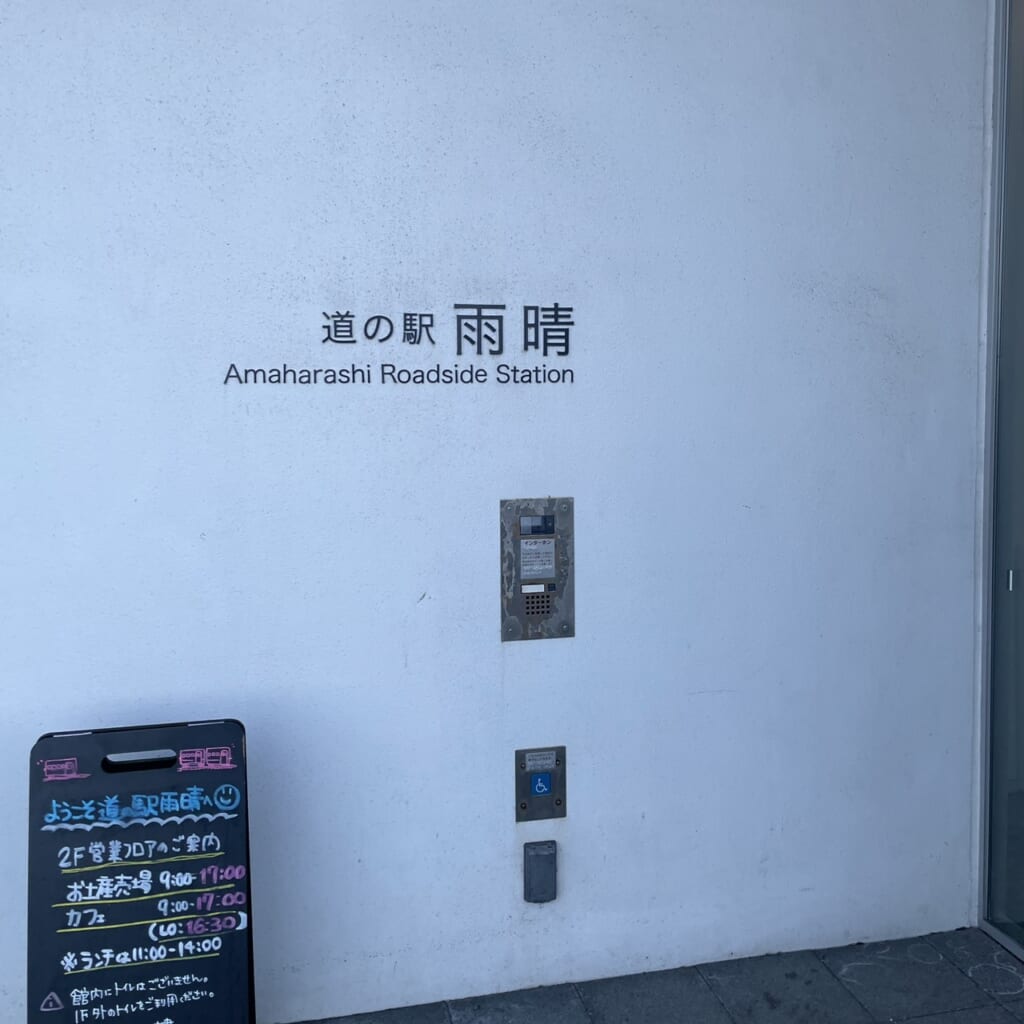 道の駅 雨晴
Amaharashi Roadside Station
インターホン
ようこそ道の駅雨晴へ
2F営業フロアのご案内
お土産売場 9:00-17:00
カフェ 9:00-17:00
(LO:16:30)
※ランチは11:00-14:00
館内にトイレはございません。
1F外のトイレをご利用ください。